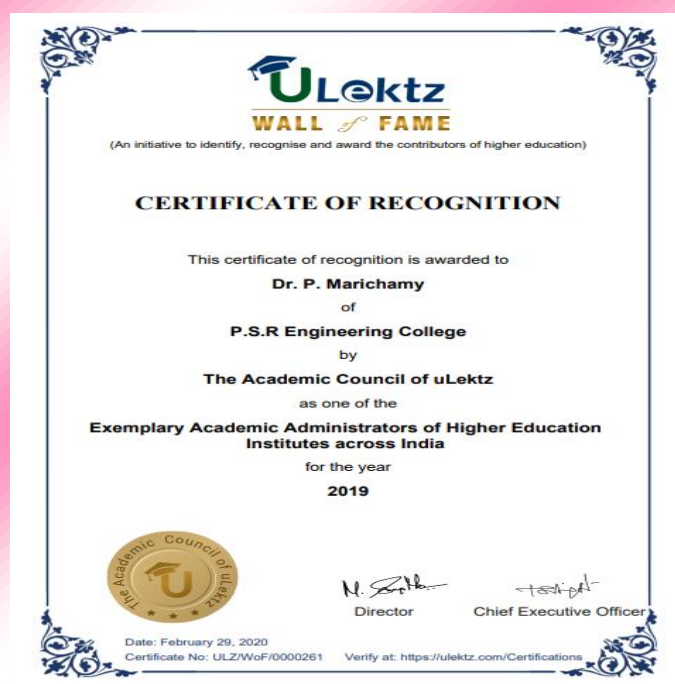 ULektz
WALL of FAME
(An initiative to identify, recognise and award the contributors of higher education)
CERTIFICATE OF RECOGNITION
This certificate of recognition is awarded to
Dr. P. Marichamy
of
P.S.R Engineering College
by
The Academic Council of uLektz
as one of the
Exemplary Academic Administrators of Higher Education
Institutes across India
for the year
2019
The Academic Council of uLektz
U
Director
Chief Executive Officer
Date: February 29, 2020
Certificate No: ULZ/WoF/0000261
Verify at: https://ulektz.com/Certifications